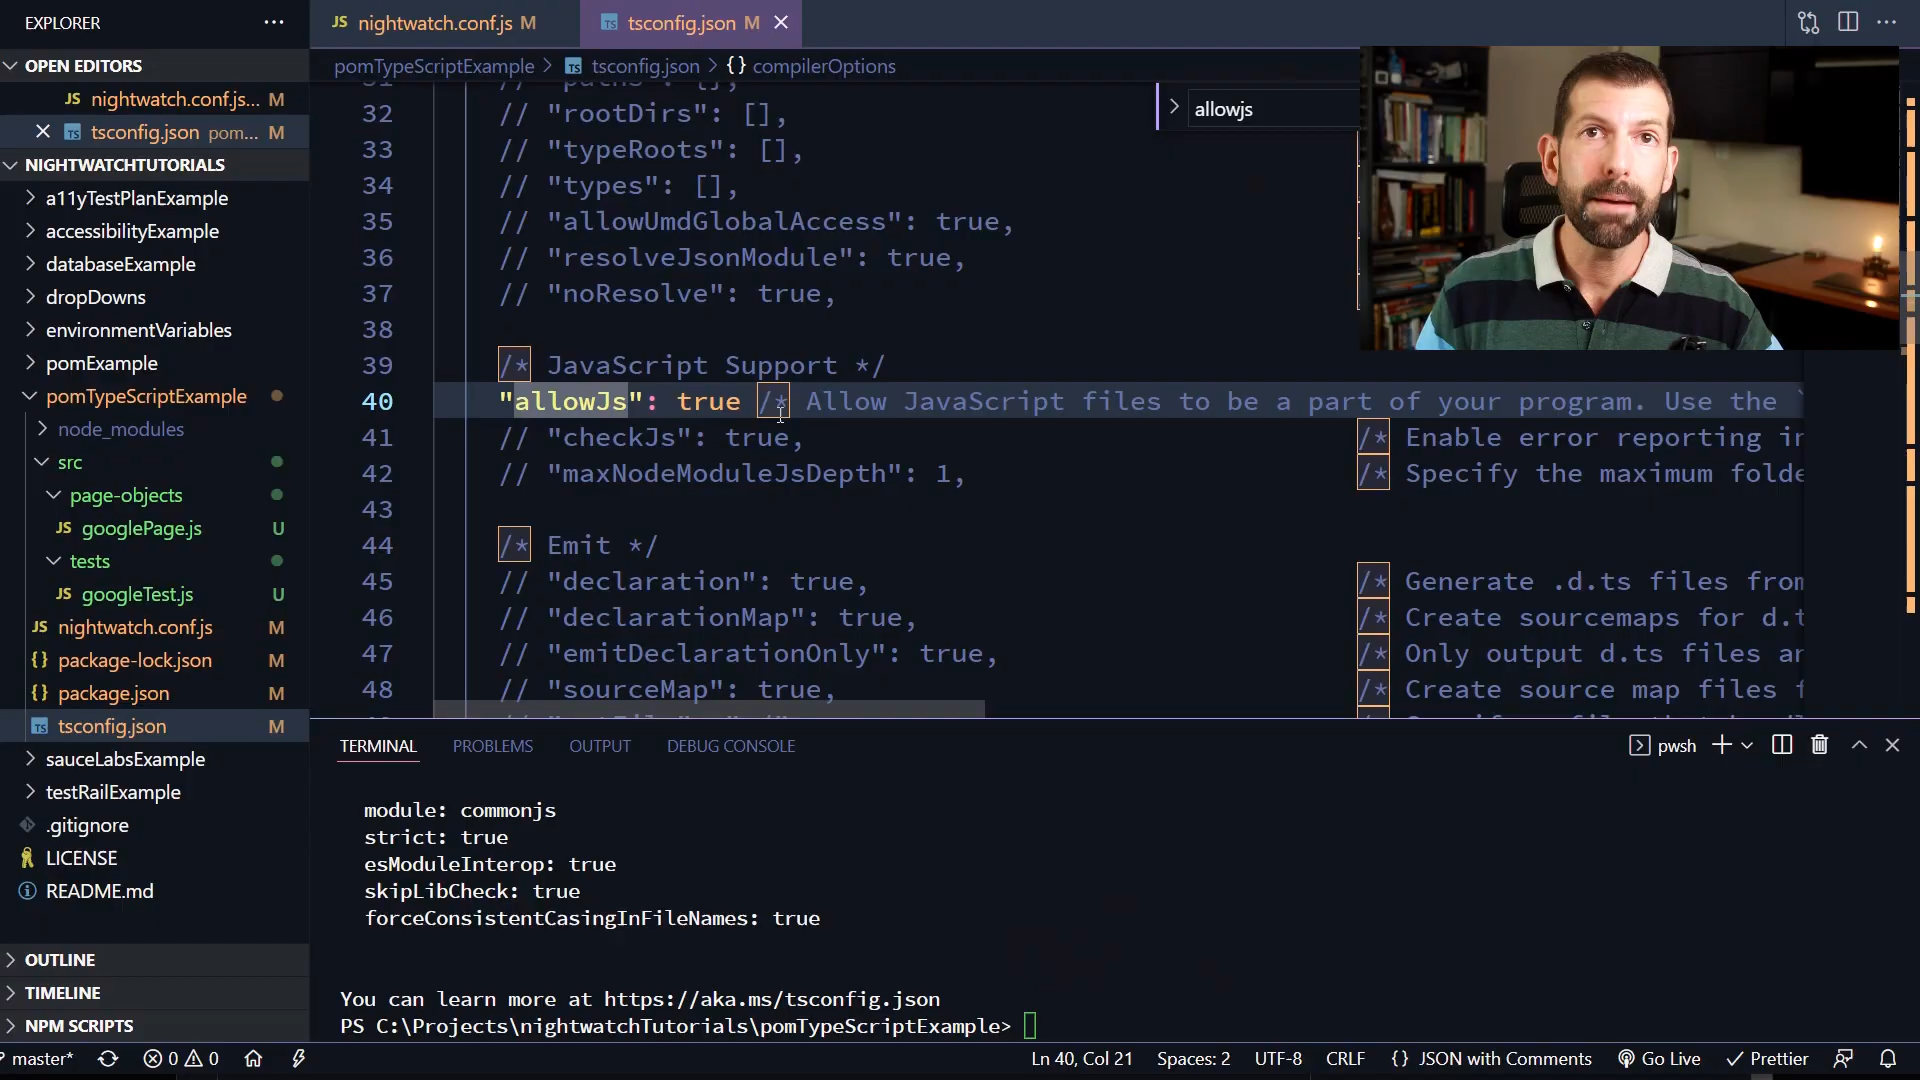 EXPLORER
OPEN EDITORS
JS nightwatch.conf.js... M
TS tsconfig.json pom... M
NIGHTWATCHTUTORIALS
a11yTestPlanExample
accessibilityExample
databaseExample
dropDowns
environmentVariables
pomExample
pomTypeScriptExample
node_modules
src
page-objects
JS googlePage.js U
tests
JS googleTest.js U
JS nightwatch.conf.js M
{} package-lock.json M
{} package.json M
TS tsconfig.json M
sauceLabsExample
testRailExample
.gitignore
LICENSE
README.md
OUTLINE
TIMELINE
NPM SCRIPTS
JS nightwatch.conf.js M
TS tsconfig.json M
pomTypeScriptExample > TS tsconfig.json > {} compilerOptions
allowjs
32 // "rootDirs": [],
33 // "typeRoots": [],
34 // "types": [],
35 // "allowUmdGlobalAccess": true,
36 // "resolveJsonModule": true,
37 // "noResolve": true,
38
39 /* JavaScript Support */
40 "allowJs": true /* Allow JavaScript files to be a part of your program. Use the `
41 // "checkJs": true, /* Enable error reporting in
42 // "maxNodeModuleJsDepth": 1, /* Specify the maximum folde
43
44 /* Emit */
45 // "declaration": true, /* Generate .d.ts files from
46 // "declarationMap": true, /* Create sourcemaps for d.t
47 // "emitDeclarationOnly": true, /* Only output d.ts files an
48 // "sourceMap": true, /* Create source map files f
TERMINAL PROBLEMS OUTPUT DEBUG CONSOLE
pwsh
module: commonjs
strict: true
esModuleInterop: true
skipLibCheck: true
forceConsistentCasingInFileNames: true
You can learn more at https://aka.ms/tsconfig.json
PS C:\Projects\nightwatchTutorials\pomTypeScriptExample>
master* 0 0 Ln 40, Col 21 Spaces: 2 UTF-8 CRLF {} JSON with Comments Go Live Prettier